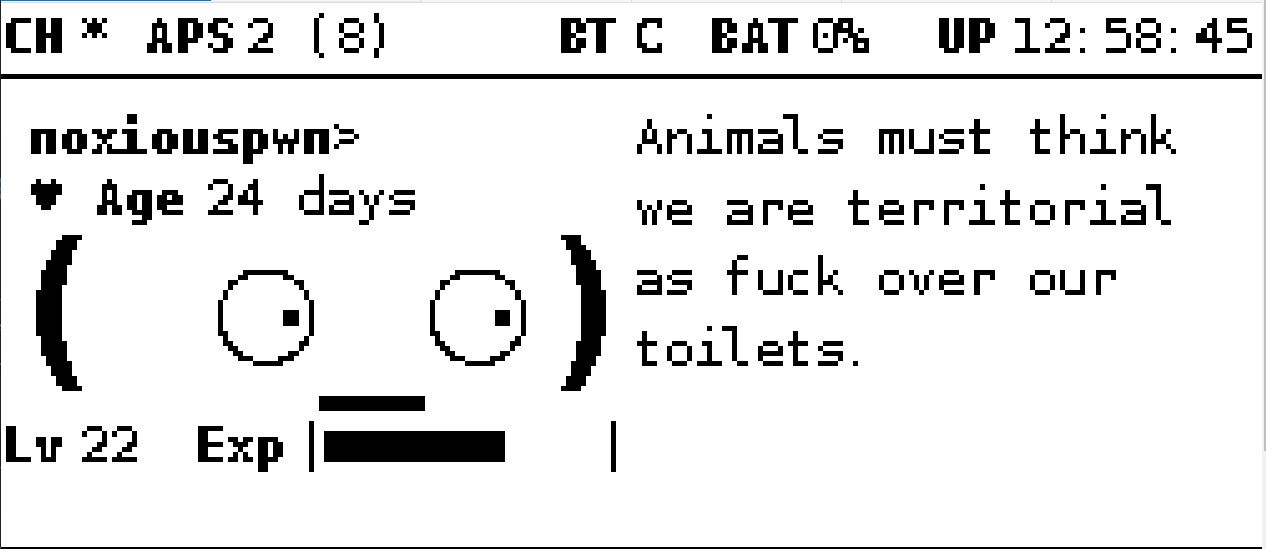 CH * APS 2 (8) BT C BAT 0% UP 12:58:45
noxiouspwn>
♥ Age 24 days
Animals must think
we are territorial
as fuck over our
toilets.
Lv 22 Exp